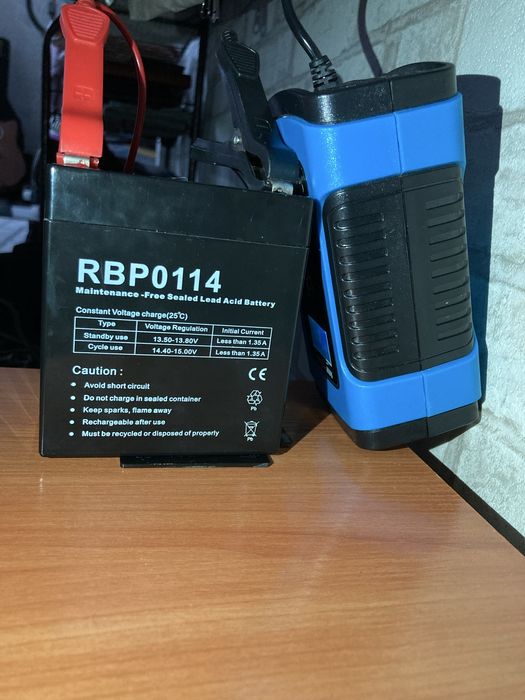 RBP0114
Maintenance -Free Sealed Lead Acid Battery
Constant Voltage charge(25℃)
Type Voltage Regulation Initial Current
Standby use 13.50-13.80V Less than 1.35A
Cycle use 14.40-15.00V Less than 1.35A
Caution :
CE
• Avoid short circuit
• Do not charge in sealed container
• Keep sparks, flame away
Pb
• Rechargeable after use
• Must be recycled or disposed of properly
Pb